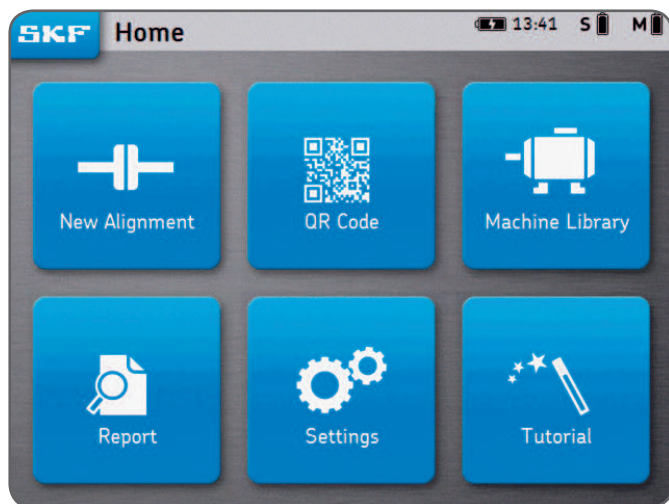 SKF Home 13:41 S M
New Alignment QR Code Machine Library
Report Settings Tutorial